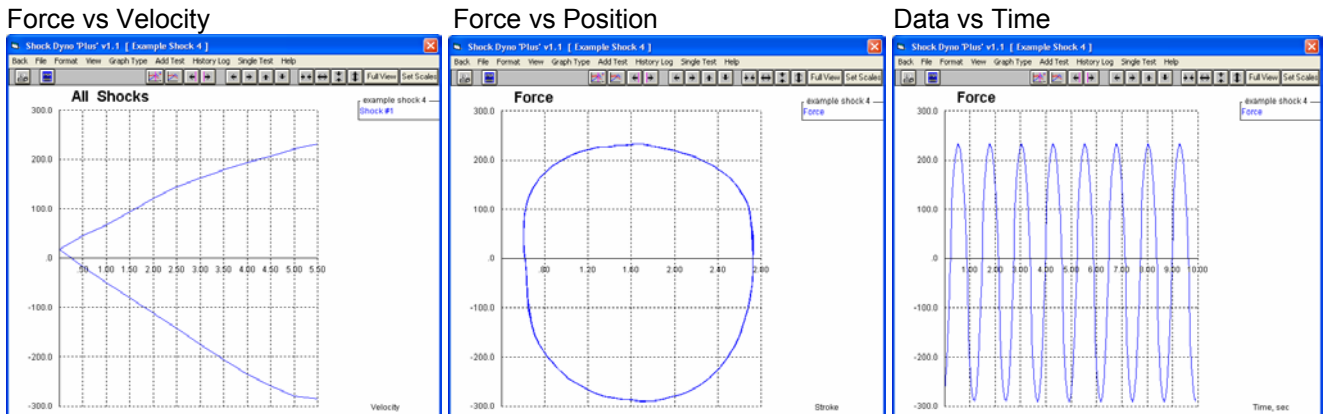 Force vs Velocity
Shock Dyno 'Plus' v1.1 [ Example Shock 4 ]
Back File Format View Graph Type Add Test History Log Single Test Help
Full View Set Scales
All Shocks
example shock 4
Shock #1
300.0
200.0
100.0
.0
.50 1.00 1.50 2.00 2.50 3.00 3.50 4.00 4.50 5.00 5.50
-100.0
-200.0
-300.0
Velocity
Force vs Position
Shock Dyno 'Plus' v1.1 [ Example Shock 4 ]
Back File Format View Graph Type Add Test History Log Single Test Help
Full View Set Scales
Force
example shock 4
Force
300.0
200.0
100.0
.0
.80 1.20 1.60 2.00 2.40 2.80
-100.0
-200.0
-300.0
Stroke
Data vs Time
Shock Dyno 'Plus' v1.1 [ Example Shock 4 ]
Back File Format View Graph Type Add Test History Log Single Test Help
Full View Set Scales
Force
example shock 4
Force
300.0
200.0
100.0
.0
1.00 2.00 3.00 4.00 5.00 6.00 7.00 8.00 9.00 10.00
-100.0
-200.0
-300.0
Time, sec